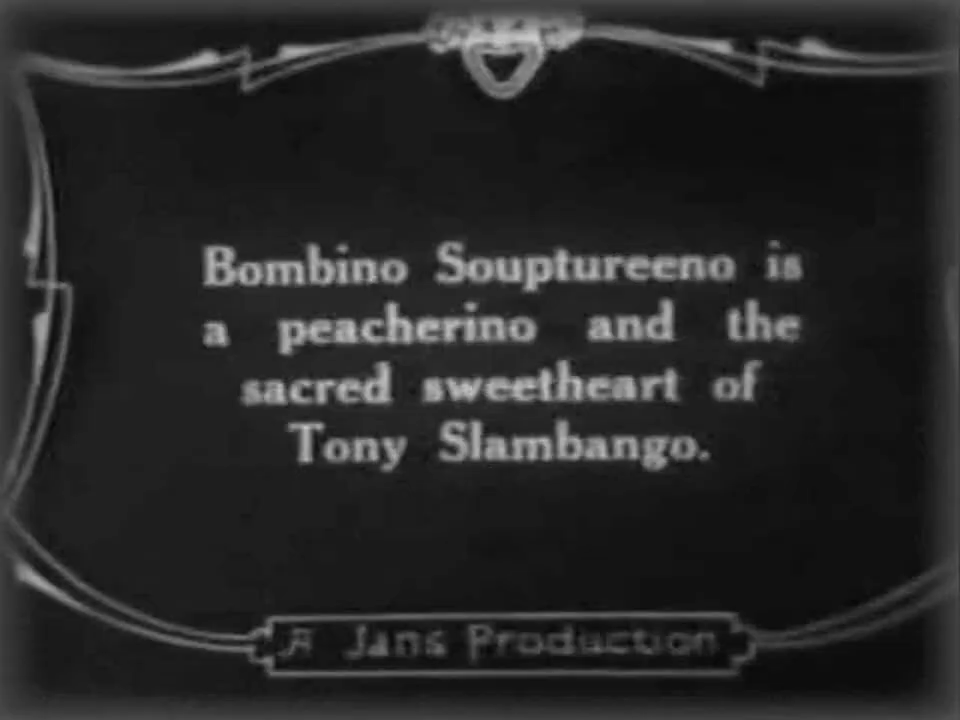 Bombino Souptureeno is
a peacherino and the
sacred sweetheart of
Tony Slambango.
A Jans Production